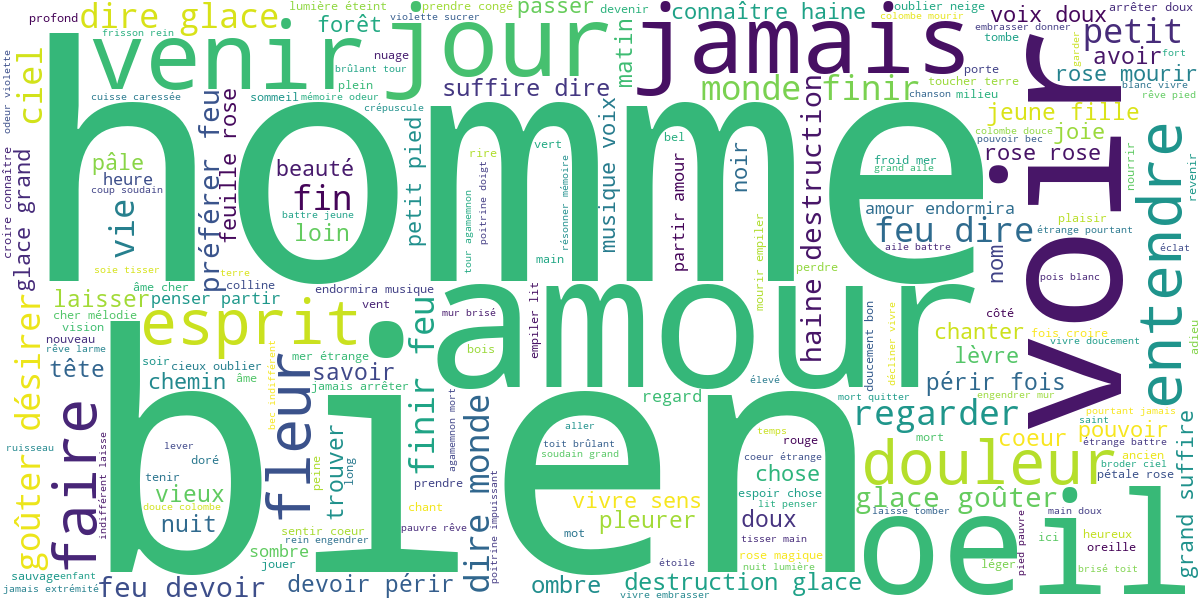 profond
dire glace
lumière éteint
prendre congé
passer
devenir
connaître haine
oublier neige
colombe mourir
voix doux
arrêter doux
violette sucrer
frisson rein
forêt
venir
jour
jamais
embrasser donner
tombe
petit
avoir
garder
fort
nuage
matin
ciel
odeur violette
brûlant tour
plein
cuisse caressée
sommeil
mémoire odeur
crépuscule
suffire dire
monde finir
porte
toucher terre
rose mourir
blanc vivre
rêve pied
chanson
milieu
jeune fille
colombe douce
joie
pouvoir bec
rose rose
homme
voir
pâle
heure
coup soudain
vie
préférer feu
feuille rose
beauté
fin
battre jeune
loin
petit pied
rire
vert
bel
noir
tour agamemnon
poitrine doigt
résonner mémoire
main
musique voix
partir amour
haine destruction
froid mer
grand aile
amour endormira
feu dire
aile battre
nom
plaisir
étrange pourtant
nourrir
revenir
entendre
éclat
pois blanc
croire connaître
glace grand
soie tisser
terre
âme cher
colline
endormira musique
perdre
mourir empiler
laisser
penser partir
cher mélodie
vision
nouveau
rêve larme
esprit
vent
mur brisé
amour
empiler lit
doucement bon
décliner vivre
côté
chanter
fois croire
vivre doucement
adieu
lèvre
goûter désirer
tête
soir
cieux oublier
mer étrange
bois
chemin
âme
savoir
jamais arrêter
regard
élevé
mort quitter
périr fois
engendrer mur
bec indifférent
finir feu
agamemnon mort
regarder
pourtant jamais
saint
coeur pouvoir
étrange battre
mort
ancien
broder ciel
pétale rose
faire
fleur
bien
ruisseau
indifférent laisse
lever
doré
tenir
vieux
douce colombe
nuit
peine
trouver
long
prendre
dire monde
aller
toit brûlant
soudain grand
temps
rouge
coeur étrange
chose
espoir chose
lit penser
vivre sens
pleurer
doux
tisser main
mot
douleur
glace goûter
laisse tomber
oeil
main doux
heureux
oreille
ici
pied pauvre
brisé toit
grand suffire
léger
chant
sentir coeur
pauvre rêve
rein engendrer
sombre
jouer
poitrine impuissant
rose magique
nuit lumière
étoile
sauvage
enfant
jamais extrémité
feu devoir
devoir périr
ombre
destruction glace
vivre embrasser